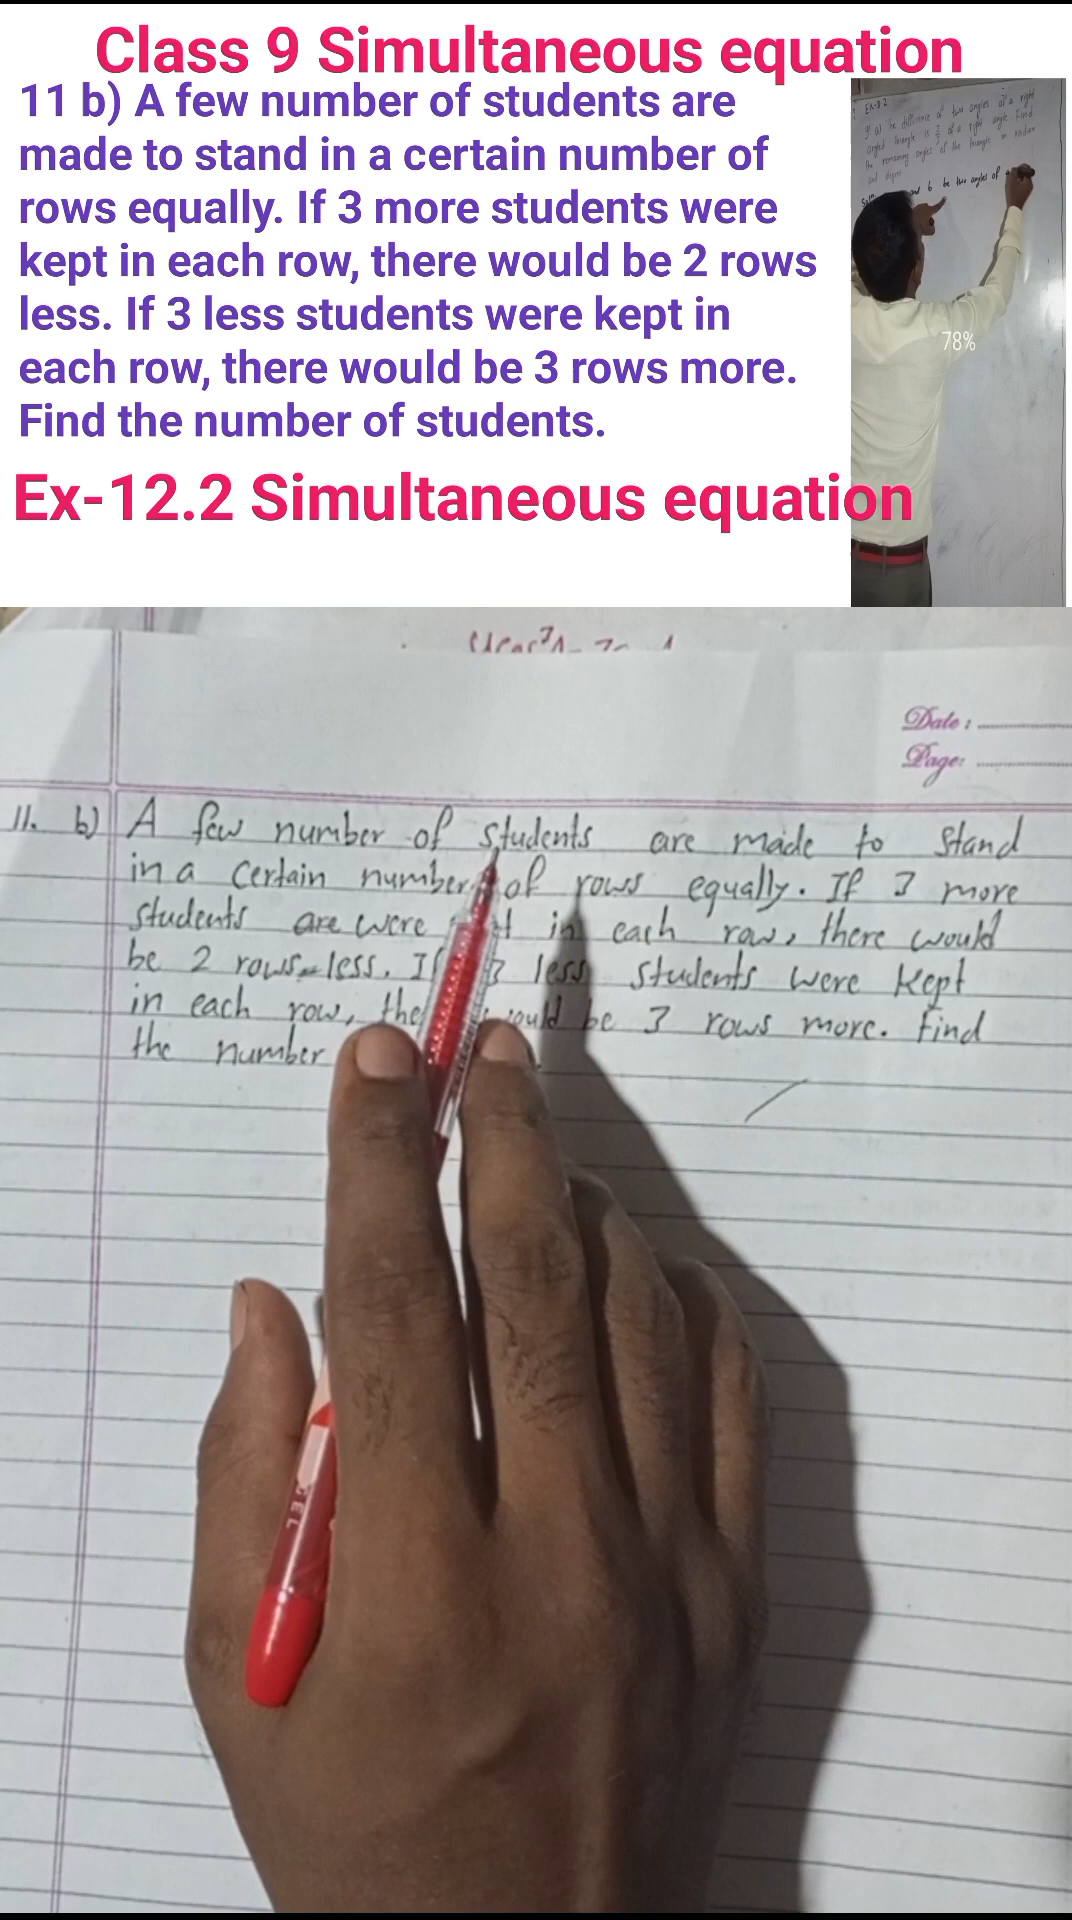 Class 9 Simultaneous equation
11 b) A few number of students are
made to stand in a certain number of
rows equally. If 3 more students were
kept in each row, there would be 2 rows
less. If 3 less students were kept in
each row, there would be 3 rows more.
Find the number of students.
Ex-12.2 Simultaneous equation
78%
Date:
Page:
11. b) A few number of students are made to stand
in a certain number of rows equally. If 3 more
students are were in each row, there would
be 2 rows less. If 3 less students were kept
in each row, would be 3 rows more. Find
the number